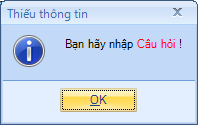 Thiếu thông tin
Bạn hãy nhập Câu hỏi !
OK